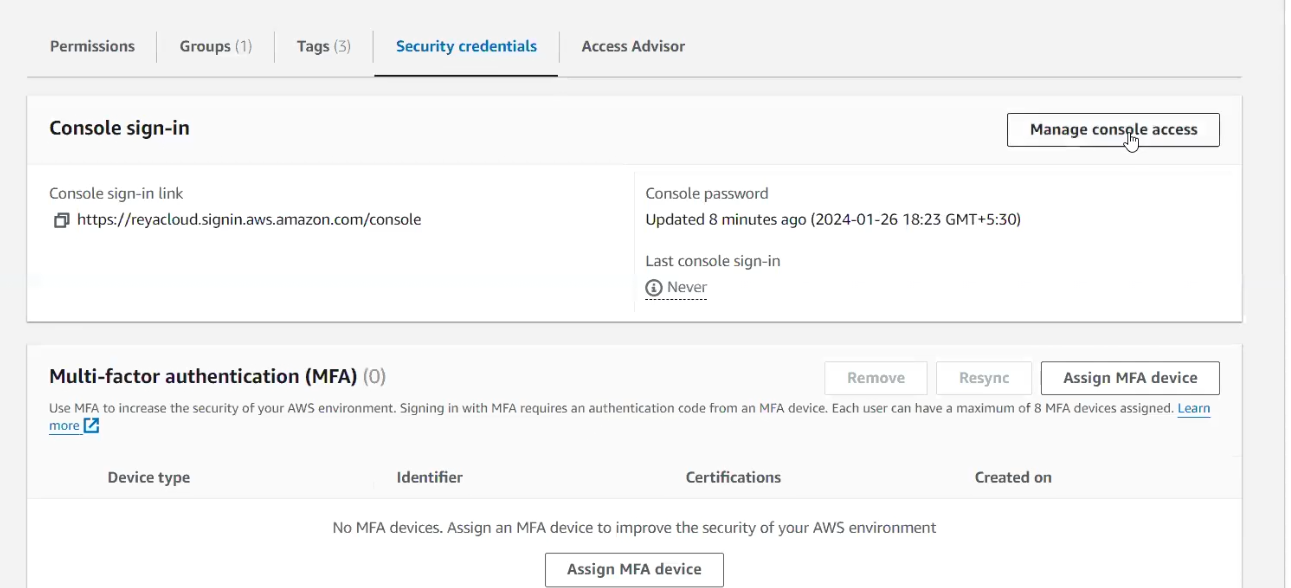 Permissions
Groups (1)
Tags (3)
Security credentials
Access Advisor
Console sign-in
Manage console access
Console sign-in link
https://reyacloud.signin.aws.amazon.com/console
Console password
Updated 8 minutes ago (2024-01-26 18:23 GMT+5:30)
Last console sign-in
Never
Multi-factor authentication (MFA) (0)
Remove
Resync
Assign MFA device
Use MFA to increase the security of your AWS environment. Signing in with MFA requires an authentication code from an MFA device. Each user can have a maximum of 8 MFA devices assigned. Learn
more
Device type
Identifier
Certifications
Created on
No MFA devices. Assign an MFA device to improve the security of your AWS environment
Assign MFA device